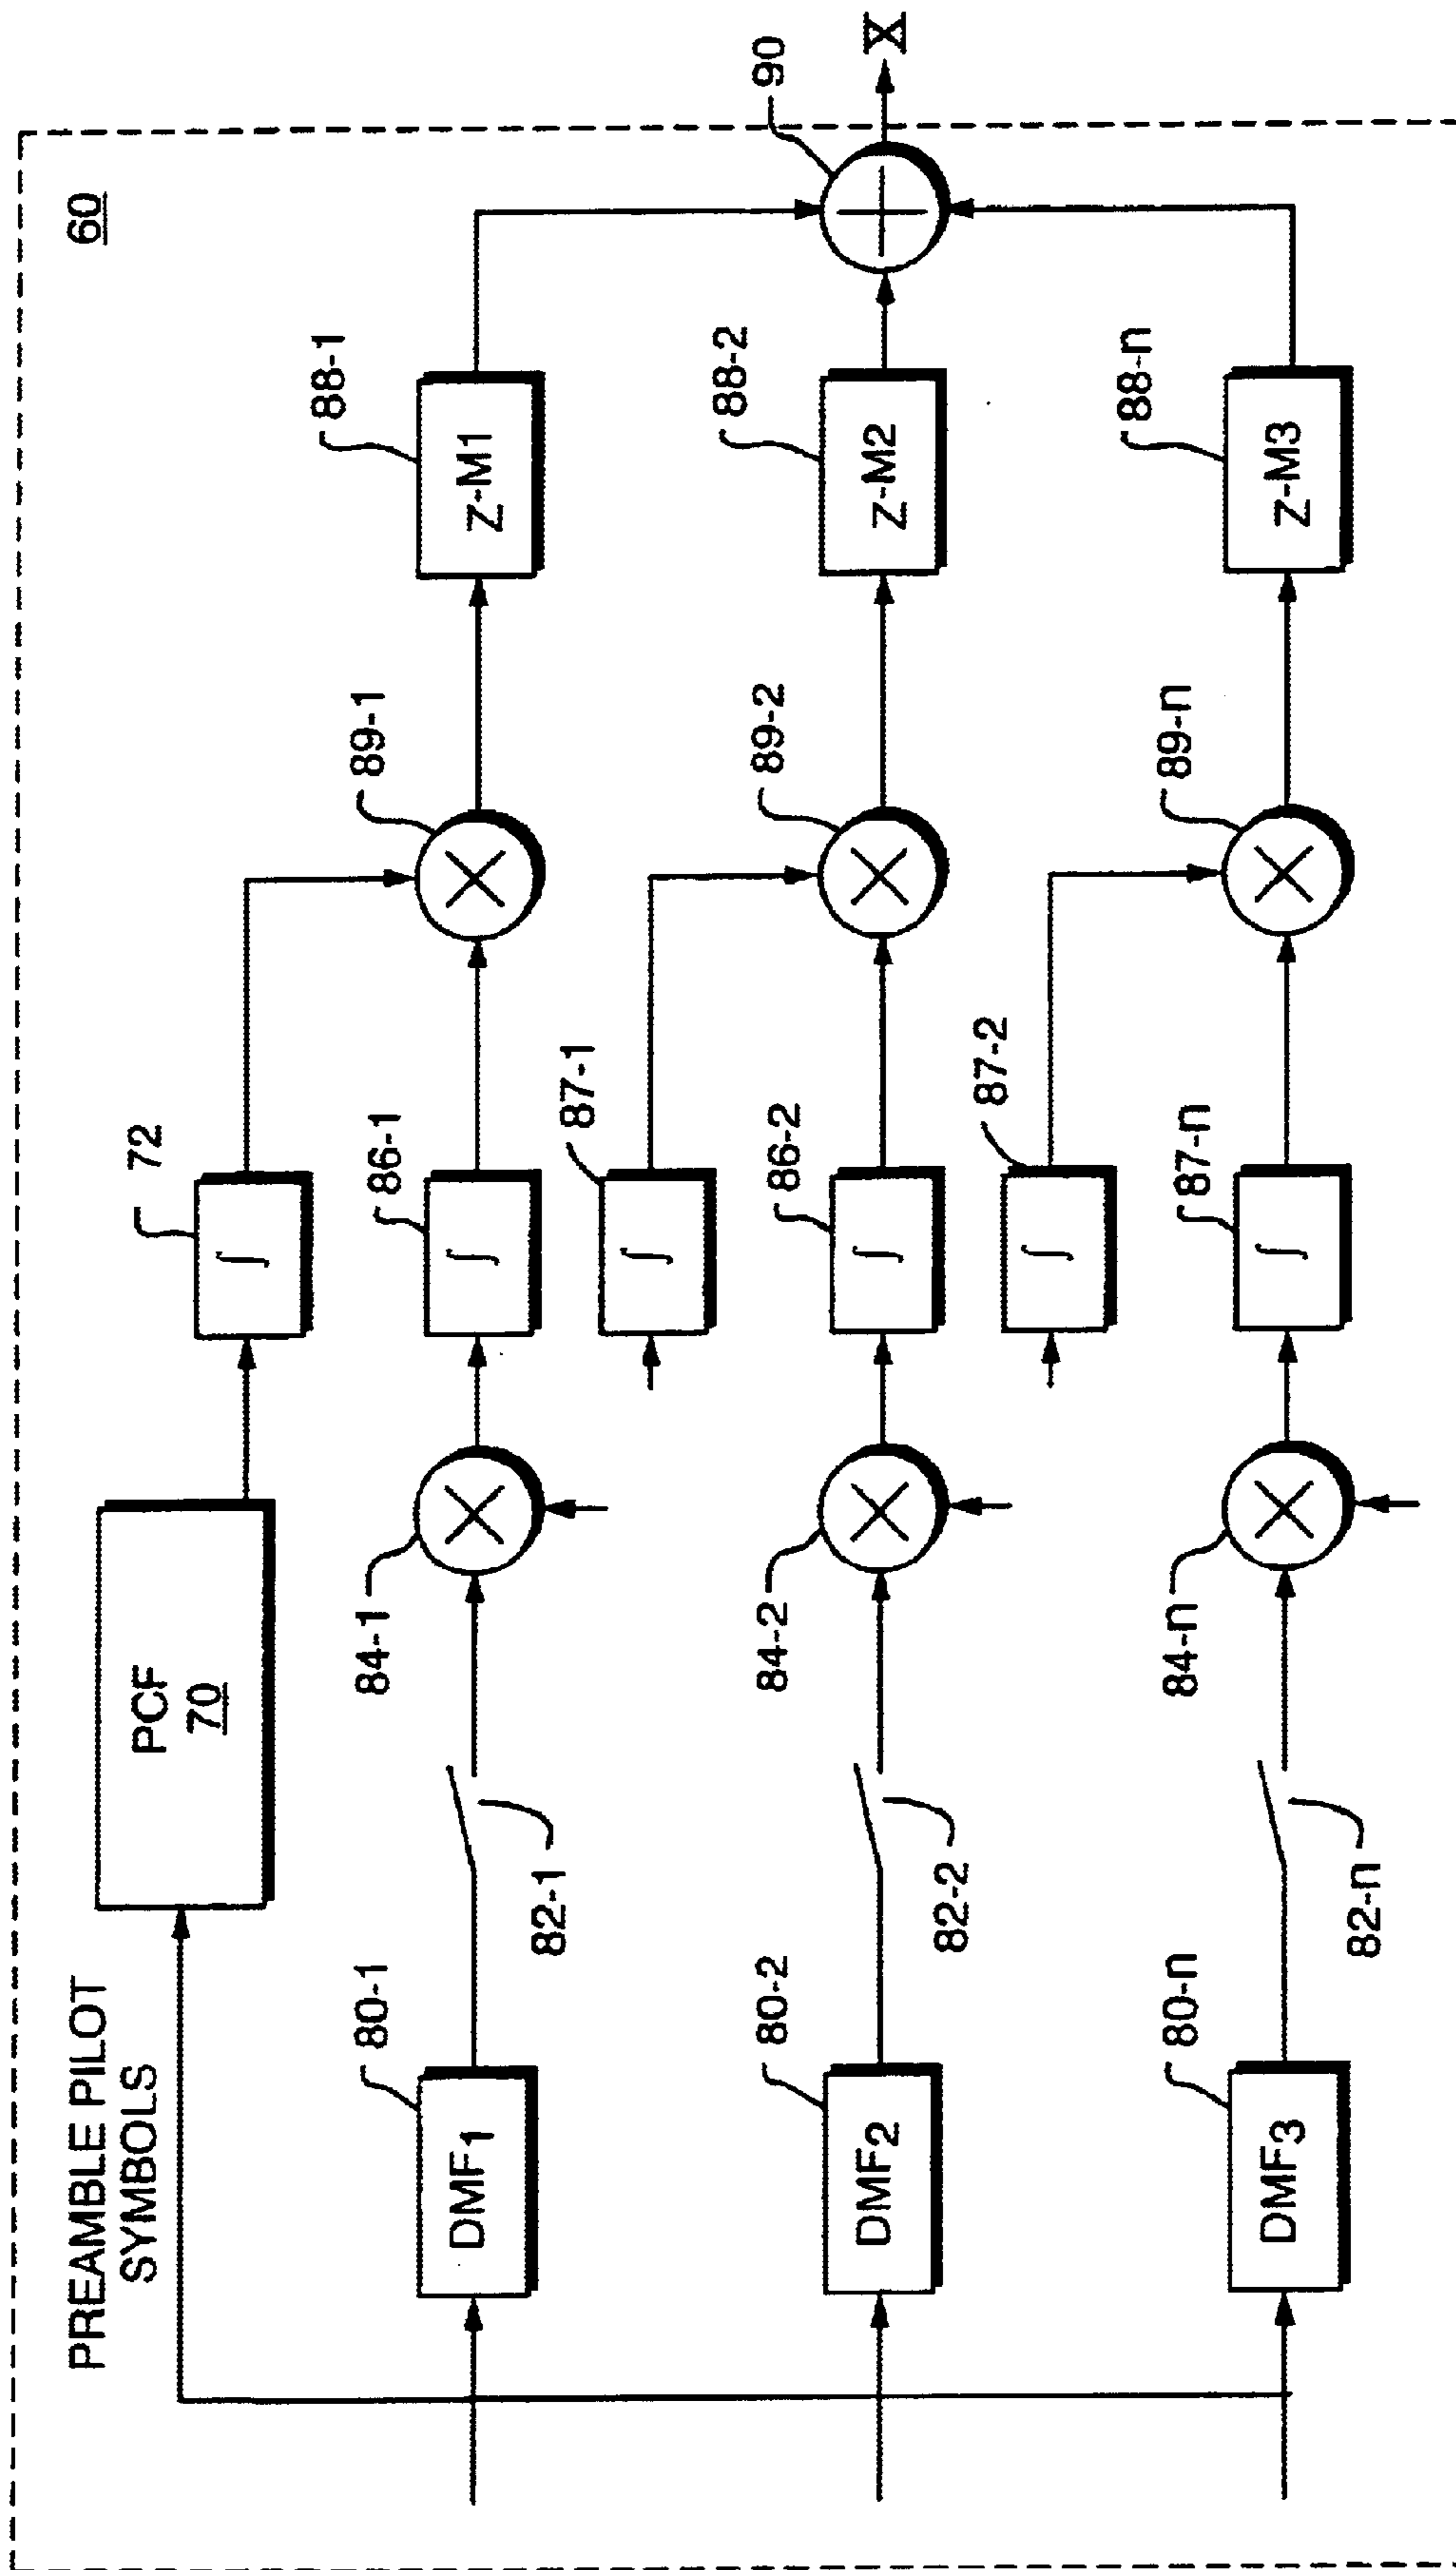 60
PREAMBLE PILOT
SYMBOLS
PCF
70
72
80-1
DMF1
82-1
84-1
86-1
∫
∫
89-1
88-1
Z-M1
90
X
87-1
∫
80-2
DMF2
82-2
84-2
86-2
∫
89-2
88-2
Z-M2
87-2
∫
80-n
DMF3
82-n
84-n
87-n
∫
89-n
88-n
Z-M3